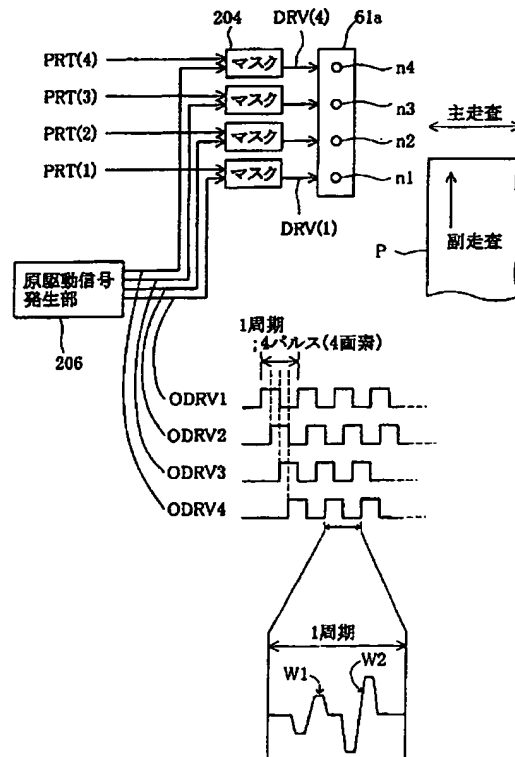 204
DRV(4)
61a
PRT(4)
マスク
n4
PRT(3)
マスク
n3
主走査
PRT(2)
マスク
n2
PRT(1)
マスク
n1
DRV(1)
P
副走査
原駆動信号
発生部
206
1周期
;4パルス(4画素)
ODRV1
ODRV2
ODRV3
ODRV4
1周期
W1
W2